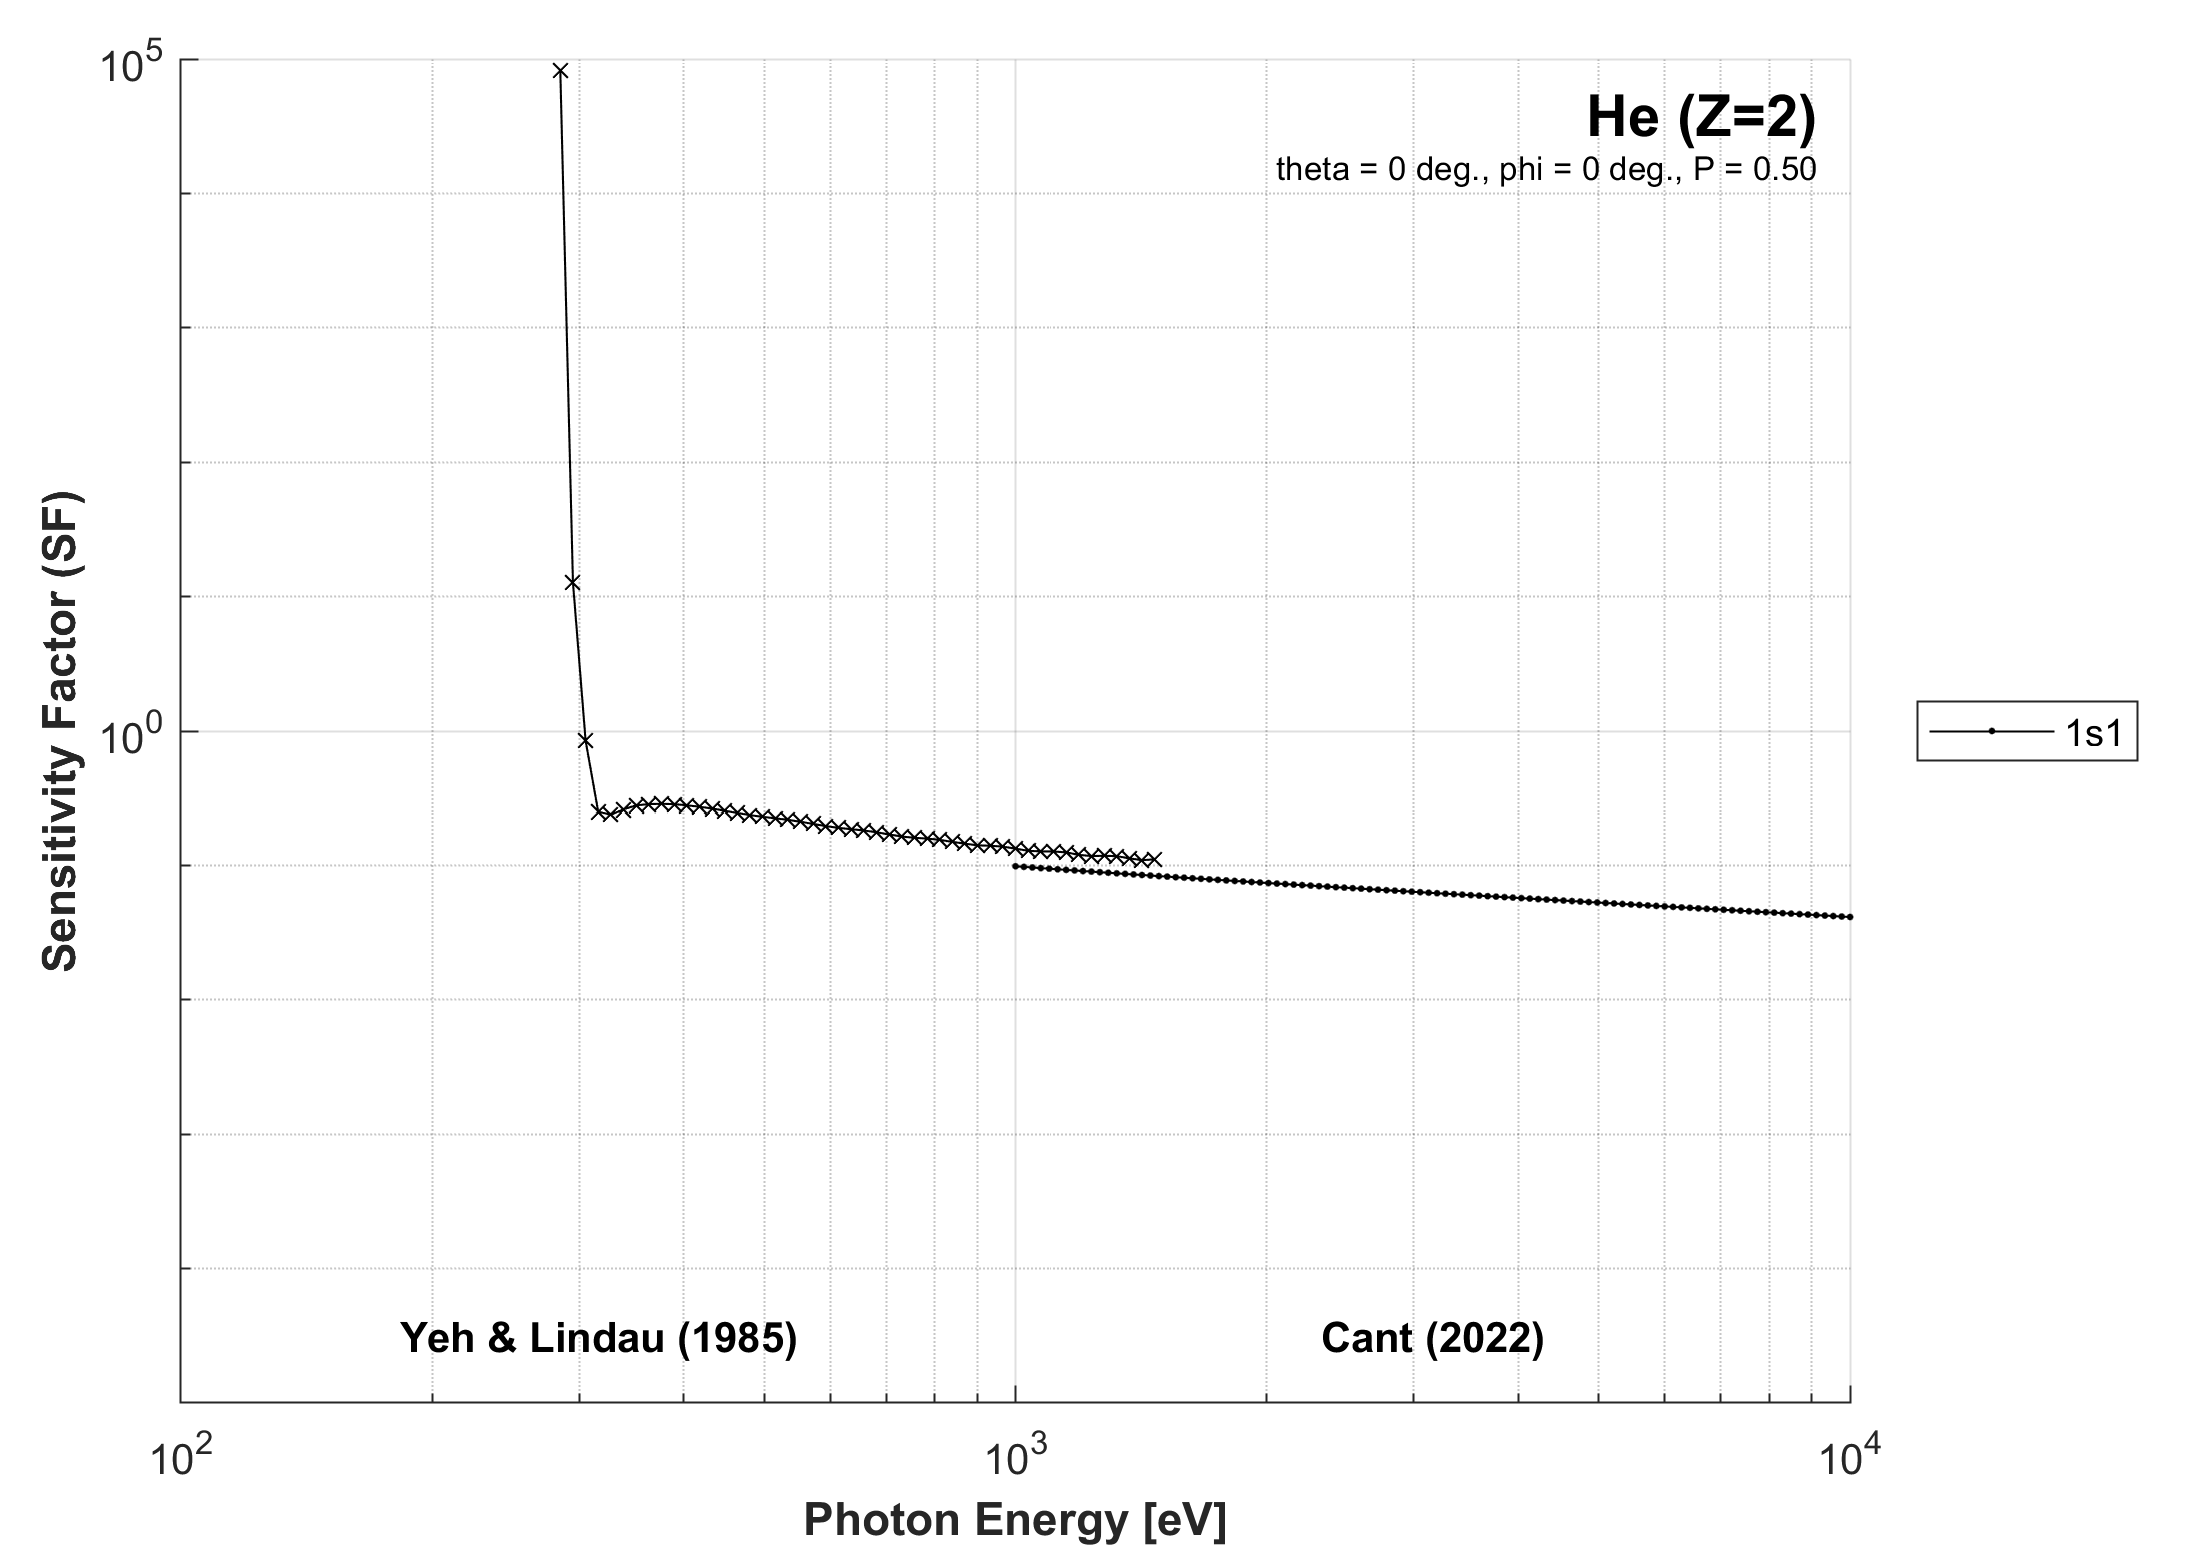 10^5
He (Z=2)
theta = 0 deg., phi = 0 deg., P = 0.50
Sensitivity Factor (SF)
10^0
1s1
Yeh & Lindau (1985)
Cant (2022)
10^2 10^3 10^4
Photon Energy [eV]